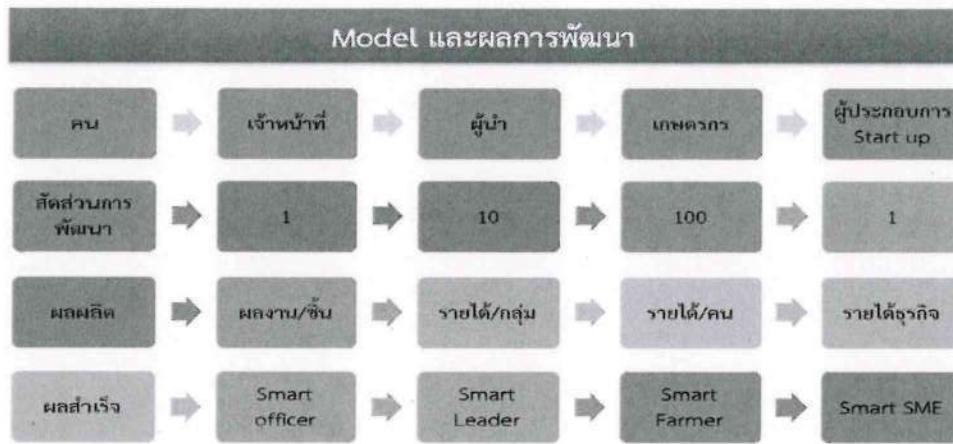 Model และผลการพัฒนา
คน
เจ้าหน้าที่
ผู้นำ
เกษตรกร
ผู้ประกอบการ
Start up
สัดส่วนการ
พัฒนา
1
10
100
1
ผลผลิต
ผลงาน/ชิ้น
รายได้/กลุ่ม
รายได้/คน
รายได้ธุรกิจ
ผลสำเร็จ
Smart
officer
Smart
Leader
Smart
Farmer
Smart SME